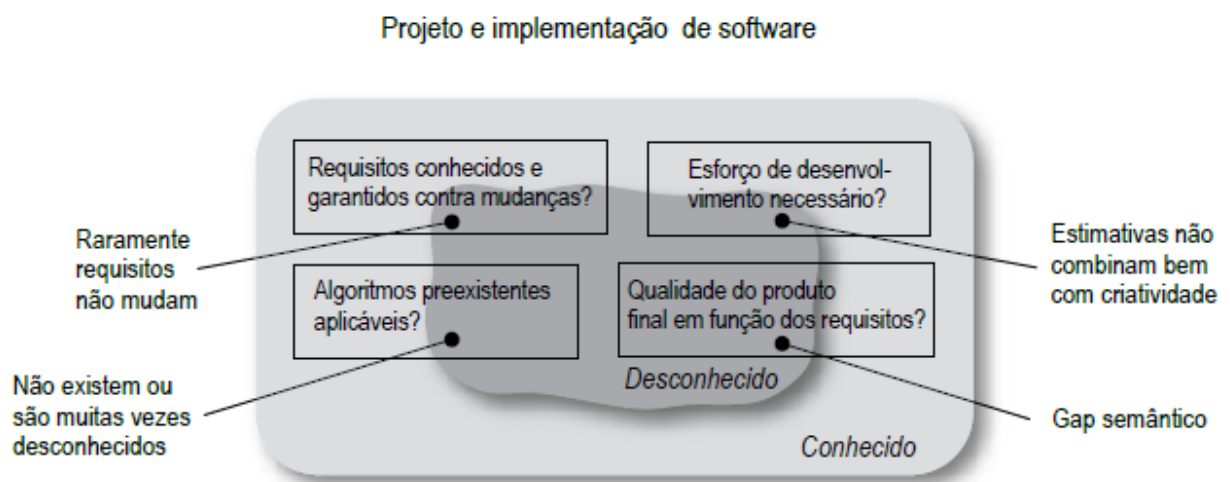 Projeto e implementação de software
Requisitos conhecidos e
garantidos contra mudanças?
Esforço de desenvol-
vimento necessário?
Raramente
requisitos
não mudam
Estimativas não
combinam bem
com criatividade
Algoritmos preexistentes
aplicáveis?
Qualidade do produto
final em função dos requisitos?
Desconhecido
Não existem ou
são muitas vezes
desconhecidos
Gap semântico
Conhecido